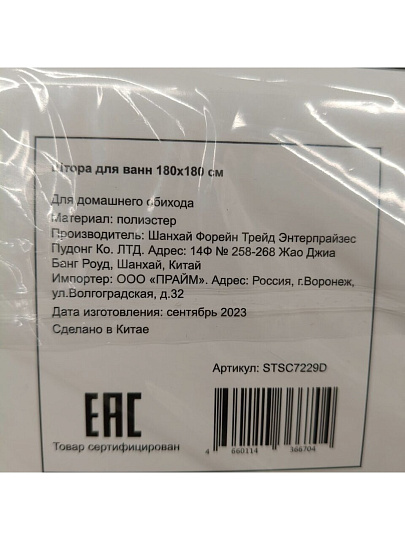 Штора для ванн 180х180 см
Для домашнего обихода
Материал: полиэстер
Производитель: Шанхай Форейн Трейд Энтерпрайзес
Пудонг Ко. ЛТД. Адрес: 14Ф № 258-268 Жао Джиа
Банг Роуд, Шанхай, Китай
Импортер: ООО «ПРАЙМ». Адрес: Россия, г.Воронеж,
ул.Волгоградская, д.32
Дата изготовления: сентябрь 2023
Сделано в Китае
Артикул: STSC7229D
EAC
Товар сертифицирован
4 660114 366704